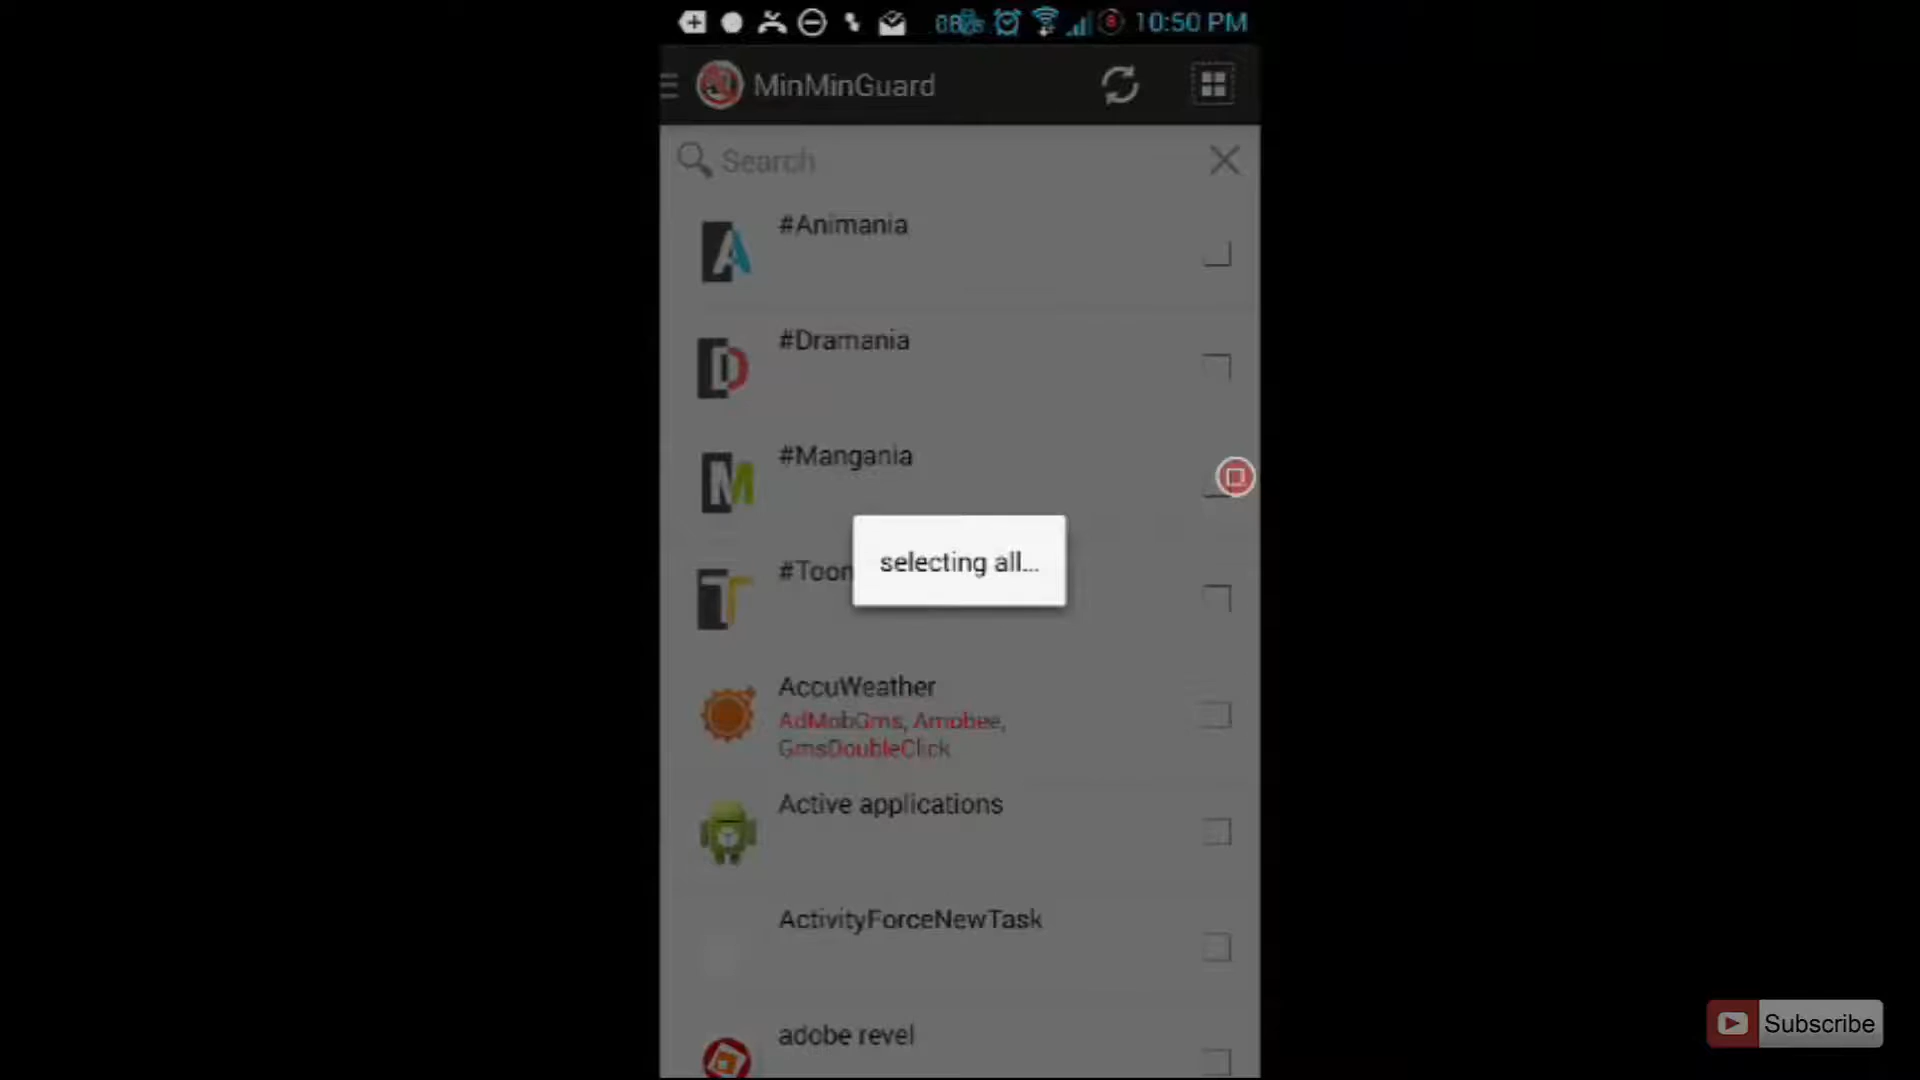 10:50 PM
MinMinGuard
Search
#Animania
#Dramania
#Mangania
#Toon
selecting all...
AccuWeather
AdMobGms, Amobee,
GmsDoubleClick
Active applications
ActivityForceNewTask
adobe revel
Subscribe